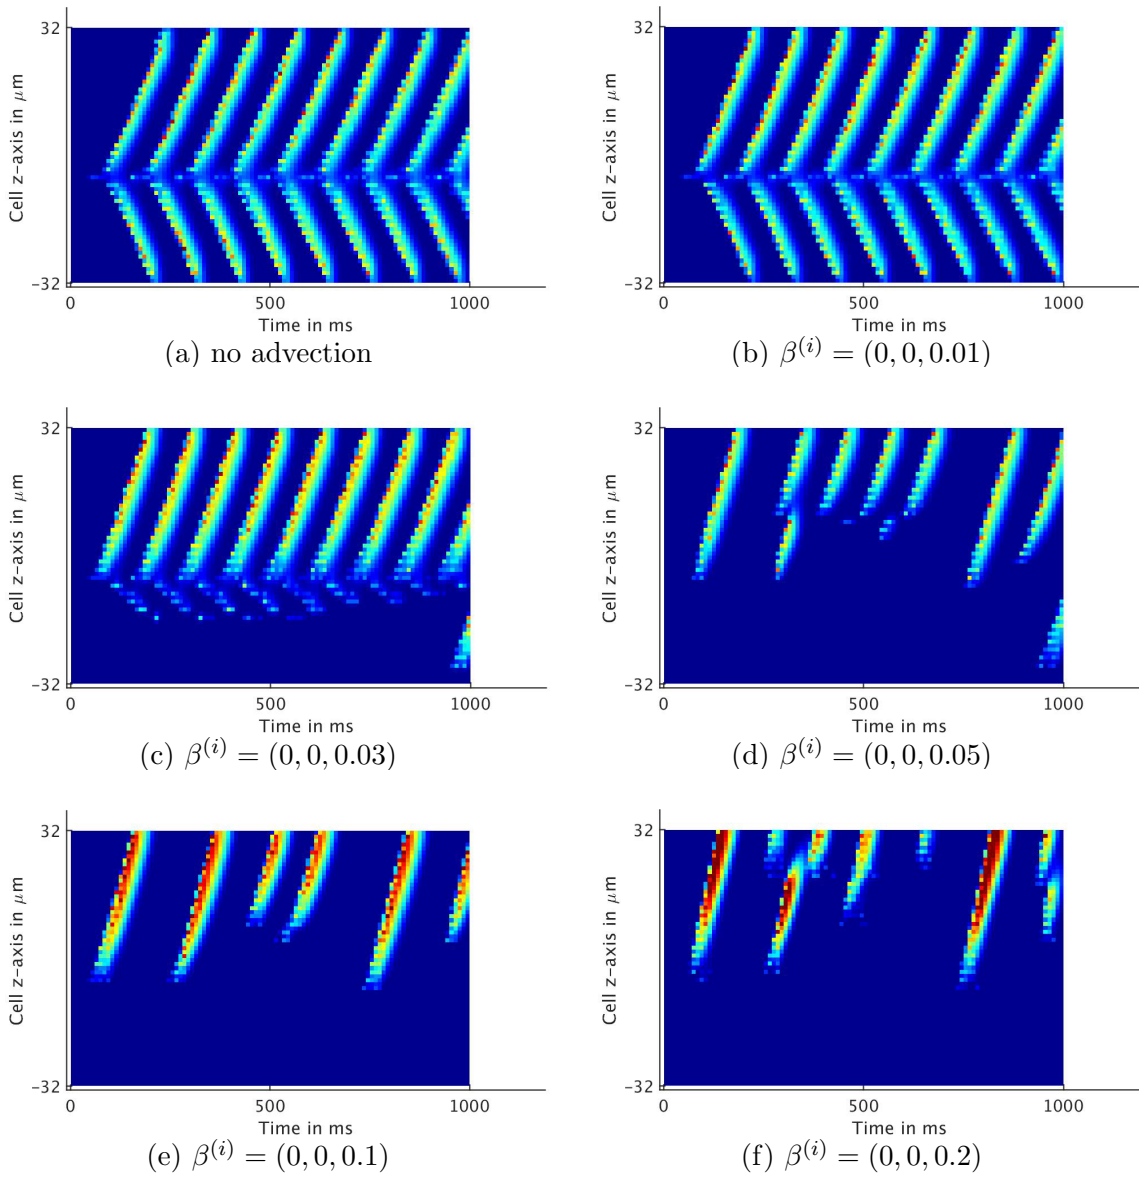 32
Cell z-axis in μm
−32
0
500
1000
Time in ms
(a) no advection
32
Cell z-axis in μm
−32
0
500
1000
Time in ms
(b) β^(i) = (0, 0, 0.01)
32
Cell z-axis in μm
−32
0
500
1000
Time in ms
(c) β^(i) = (0, 0, 0.03)
32
Cell z-axis in μm
−32
0
500
1000
Time in ms
(d) β^(i) = (0, 0, 0.05)
32
Cell z-axis in μm
−32
0
500
1000
Time in ms
(e) β^(i) = (0, 0, 0.1)
32
Cell z-axis in μm
−32
0
500
1000
Time in ms
(f) β^(i) = (0, 0, 0.2)